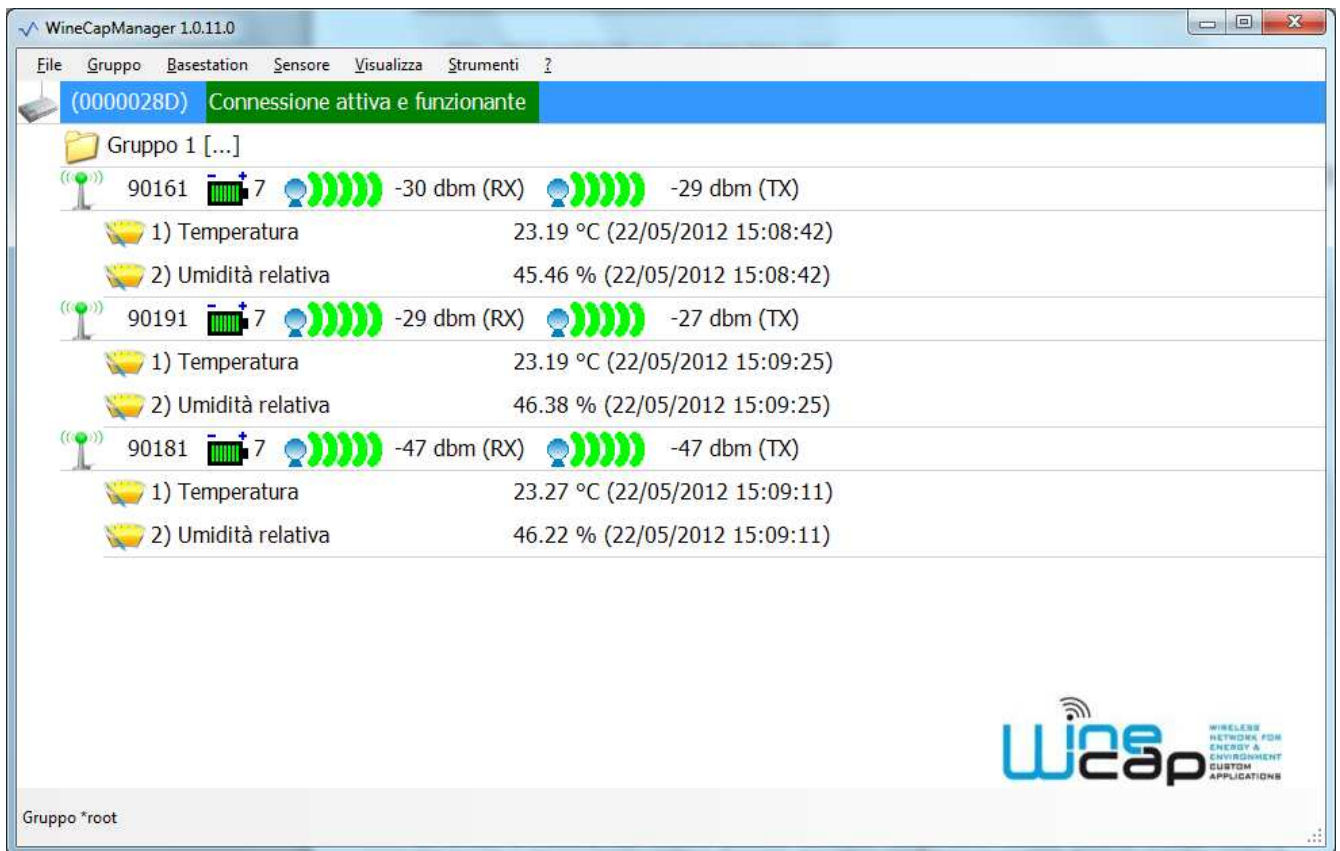 WineCapManager 1.0.11.0
File Gruppo Basestation Sensore Visualizza Strumenti ?
(0000028D) Connessione attiva e funzionante
Gruppo 1 [...]
90161 7 -30 dbm (RX) -29 dbm (TX)
1) Temperatura 23.19 °C (22/05/2012 15:08:42)
2) Umidità relativa 45.46 % (22/05/2012 15:08:42)
90191 7 -29 dbm (RX) -27 dbm (TX)
1) Temperatura 23.19 °C (22/05/2012 15:09:25)
2) Umidità relativa 46.38 % (22/05/2012 15:09:25)
90181 7 -47 dbm (RX) -47 dbm (TX)
1) Temperatura 23.27 °C (22/05/2012 15:09:11)
2) Umidità relativa 46.22 % (22/05/2012 15:09:11)
wine
cap
WIRELESS
NETWORK FOR
ENERGY &
ENVIRONMENT
CUSTOM
APPLICATIONS
Gruppo *root